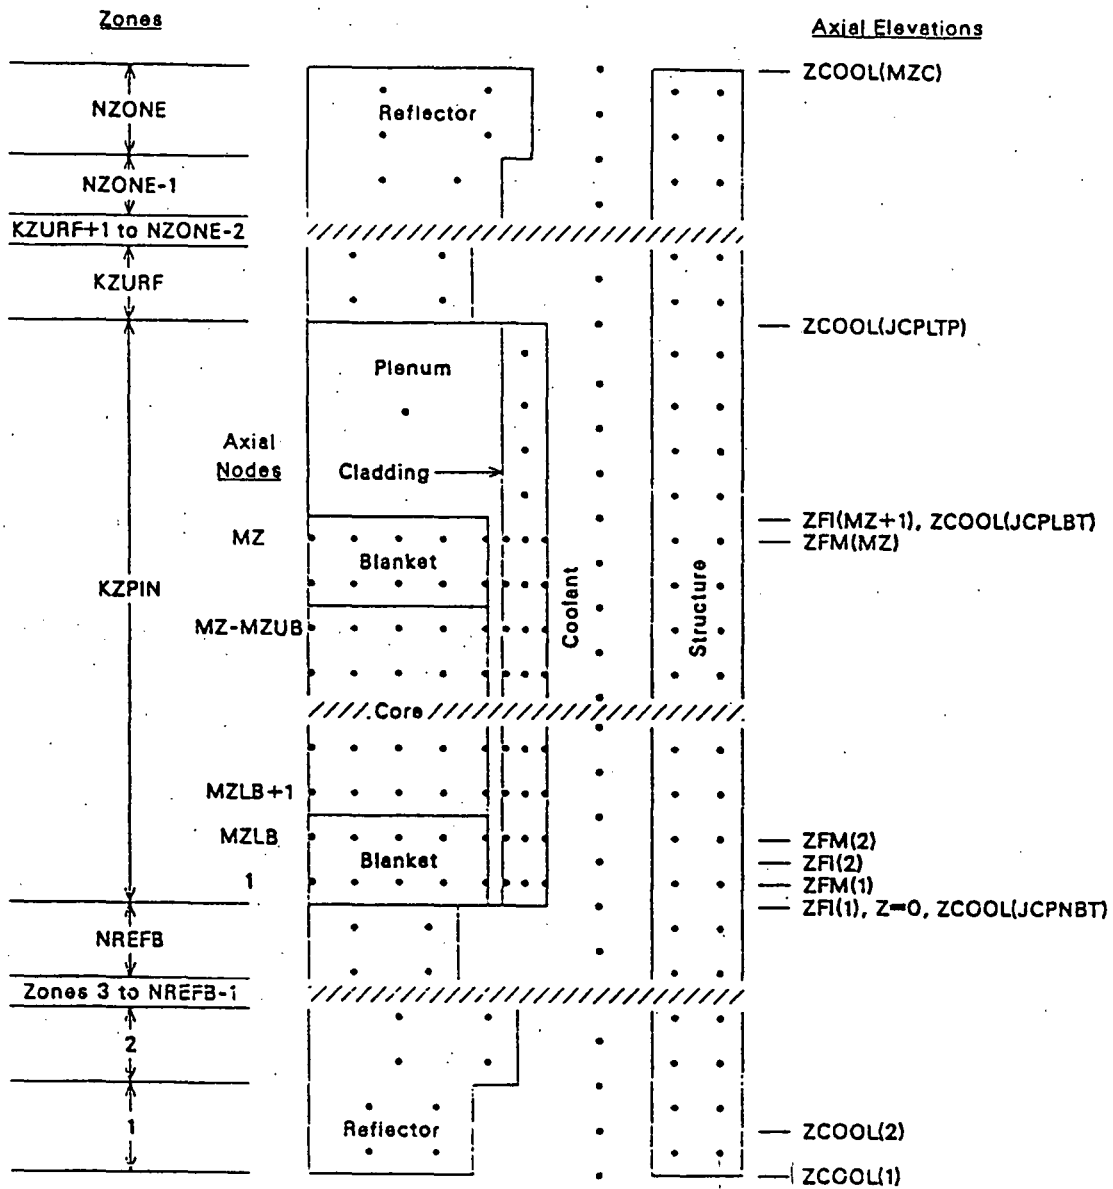 Zones
Axial Elevations
ZCOOL(MZC)
NZONE
Reflector
NZONE-1
KZURF+1 to NZONE-2
KZURF
ZCOOL(JCPLTP)
Plenum
Axial
Nodes
Cladding
ZFI(MZ+1), ZCOOL(JCPLBT)
MZ
ZFM(MZ)
Blanket
KZPIN
Coolant
Structure
MZ-MZUB
Core
MZLB+1
MZLB
ZFM(2)
Blanket
ZFI(2)
1
ZFM(1)
ZFI(1), Z=0, ZCOOL(JCPNBT)
NREFB
Zones 3 to NREFB-1
2
1
Reflector
ZCOOL(2)
ZCOOL(1)